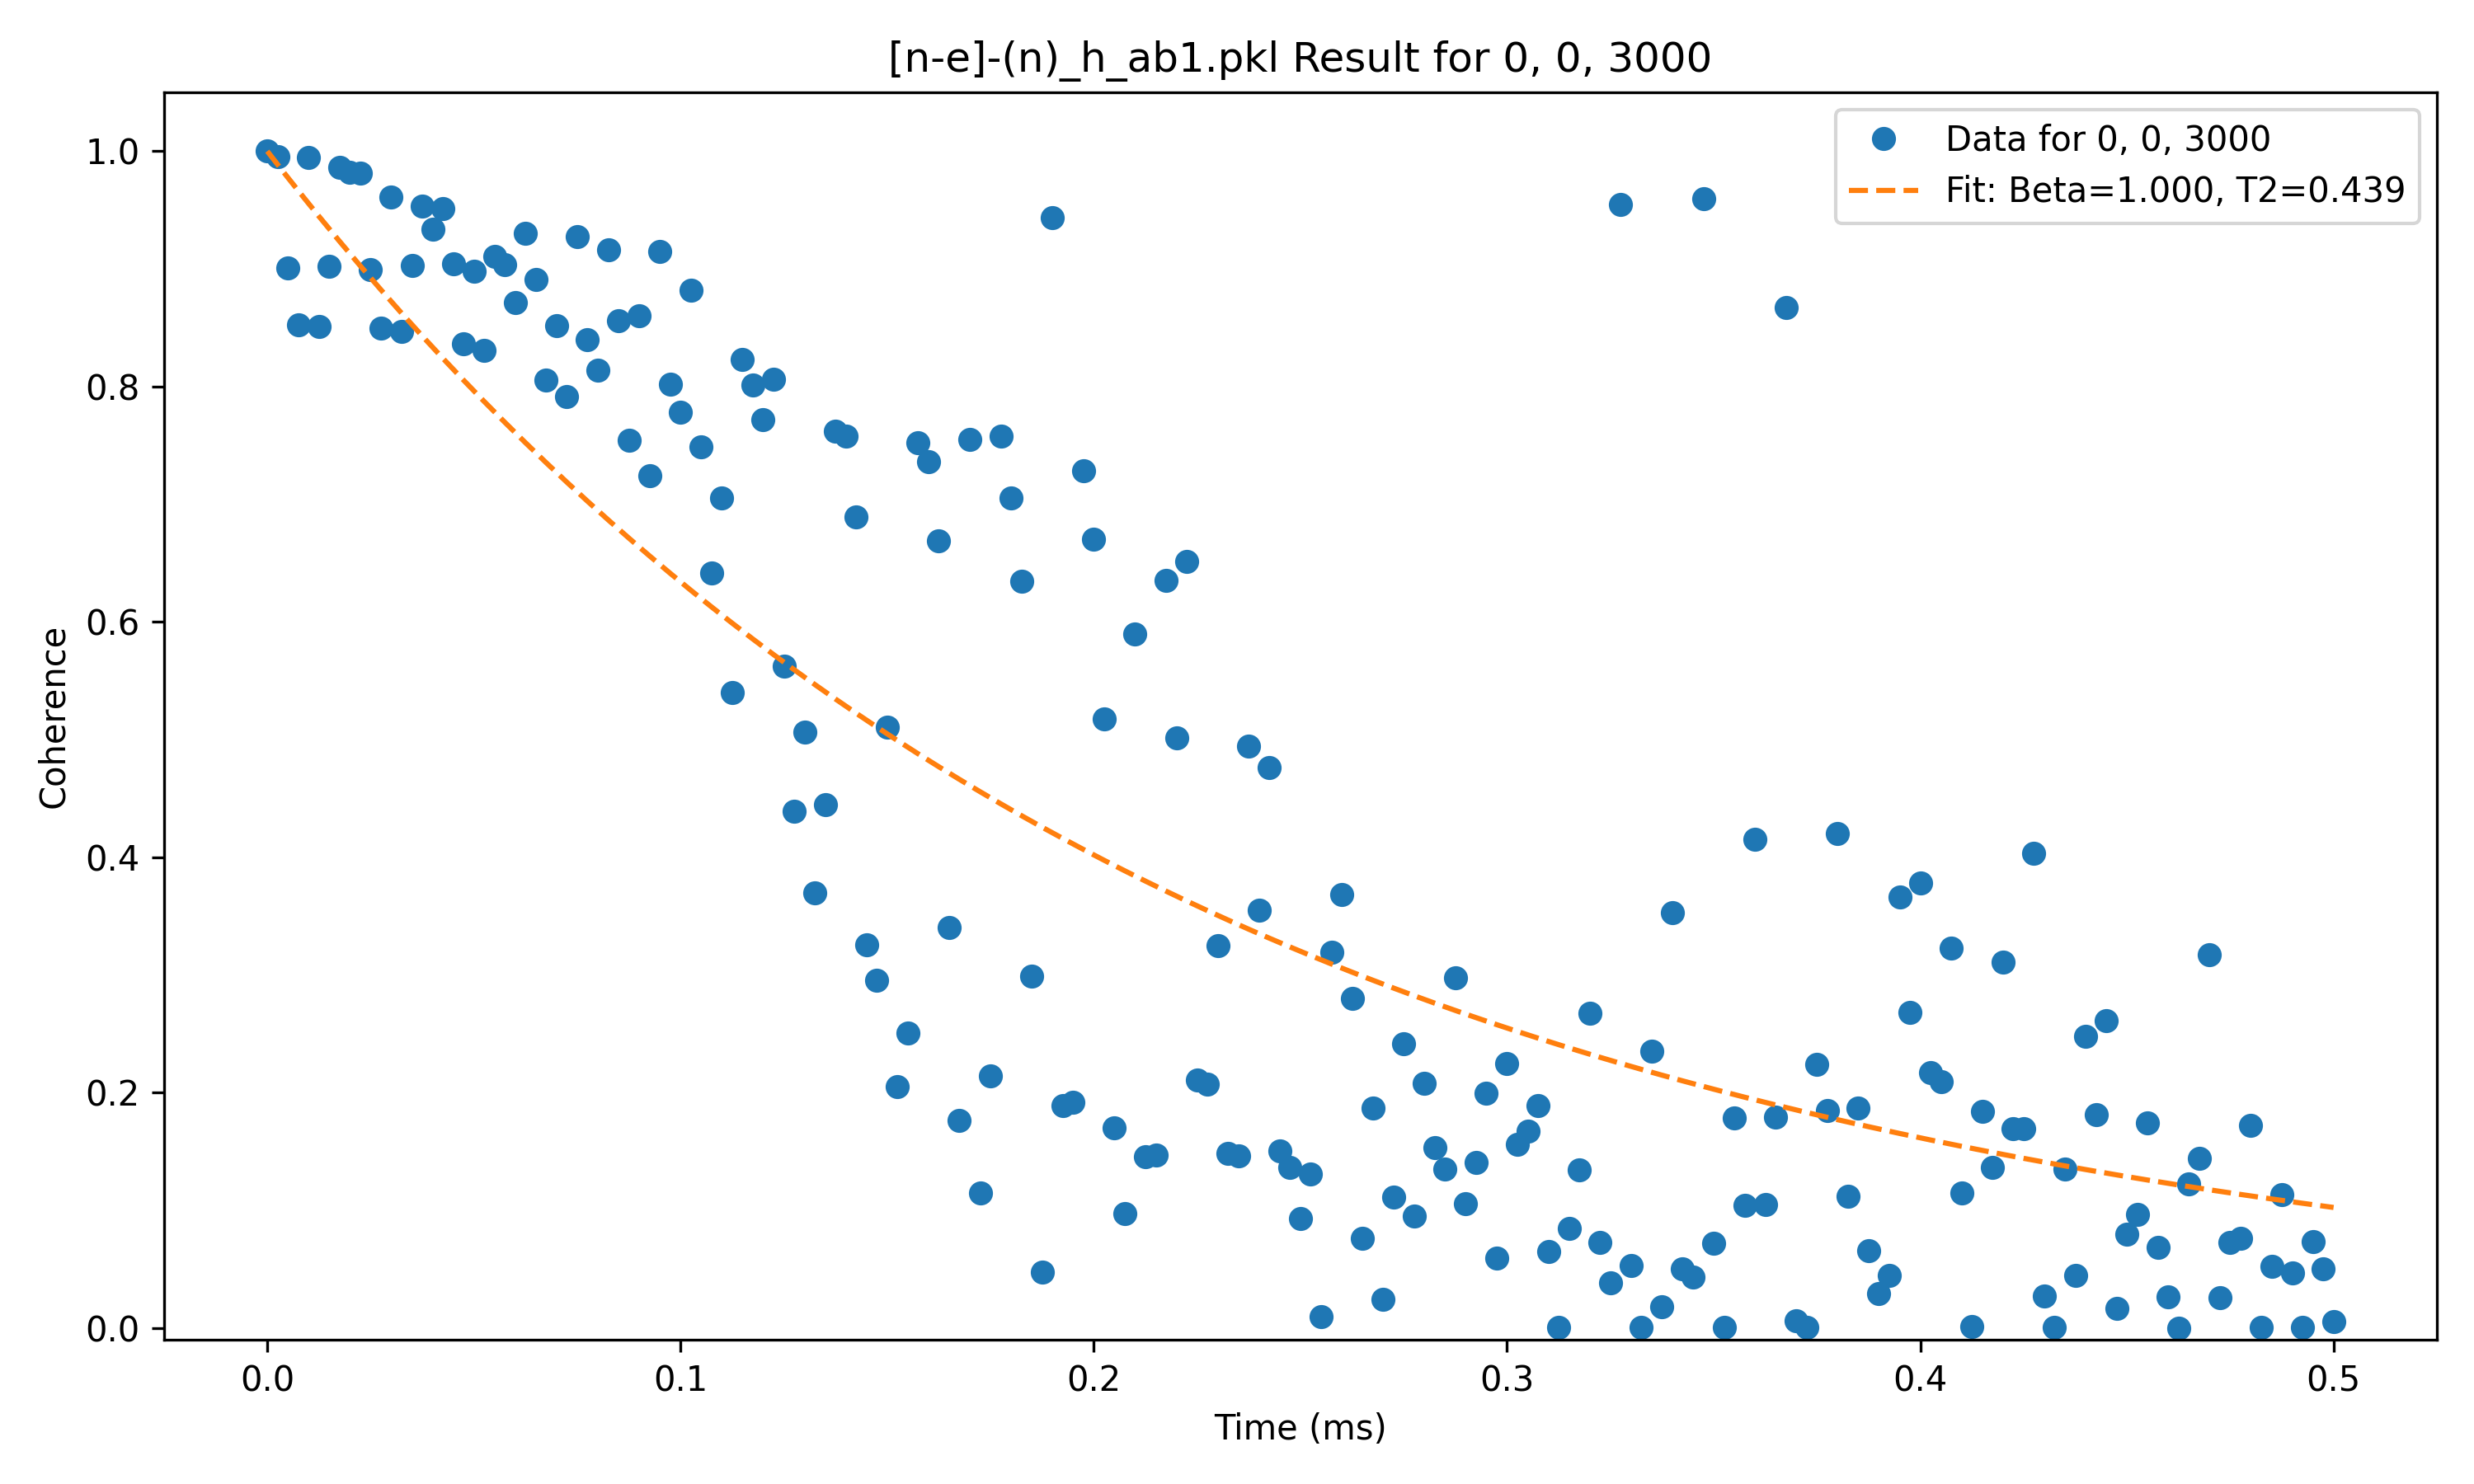 [n-e]-(n)_h_ab1.pkl Result for 0, 0, 3000
Data for 0, 0, 3000
Fit: Beta=1.000, T2=0.439
Coherence
1.0
0.8
0.6
0.4
0.2
0.0
0.0 0.1 0.2 0.3 0.4 0.5
Time (ms)